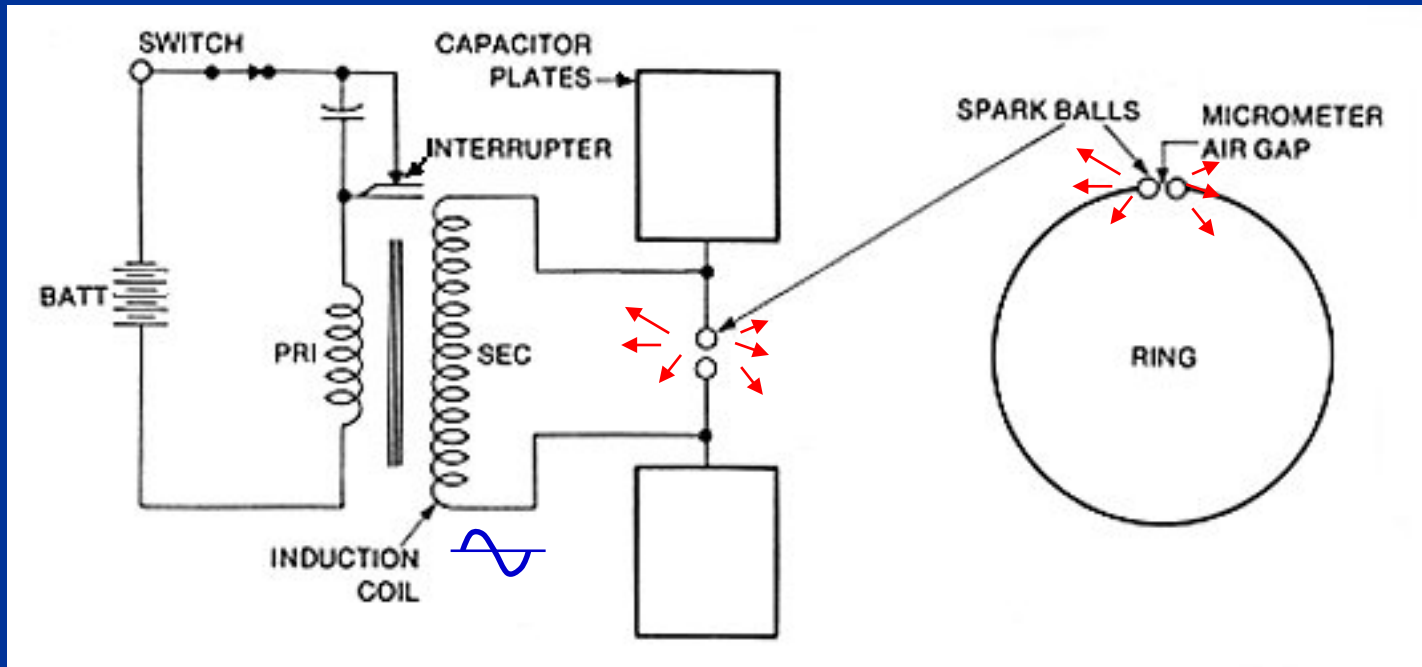 SWITCH
CAPACITOR
PLATES
SPARK BALLS
MICROMETER
AIR GAP
INTERRUPTER
BATT
PRI
SEC
RING
INDUCTION
COIL